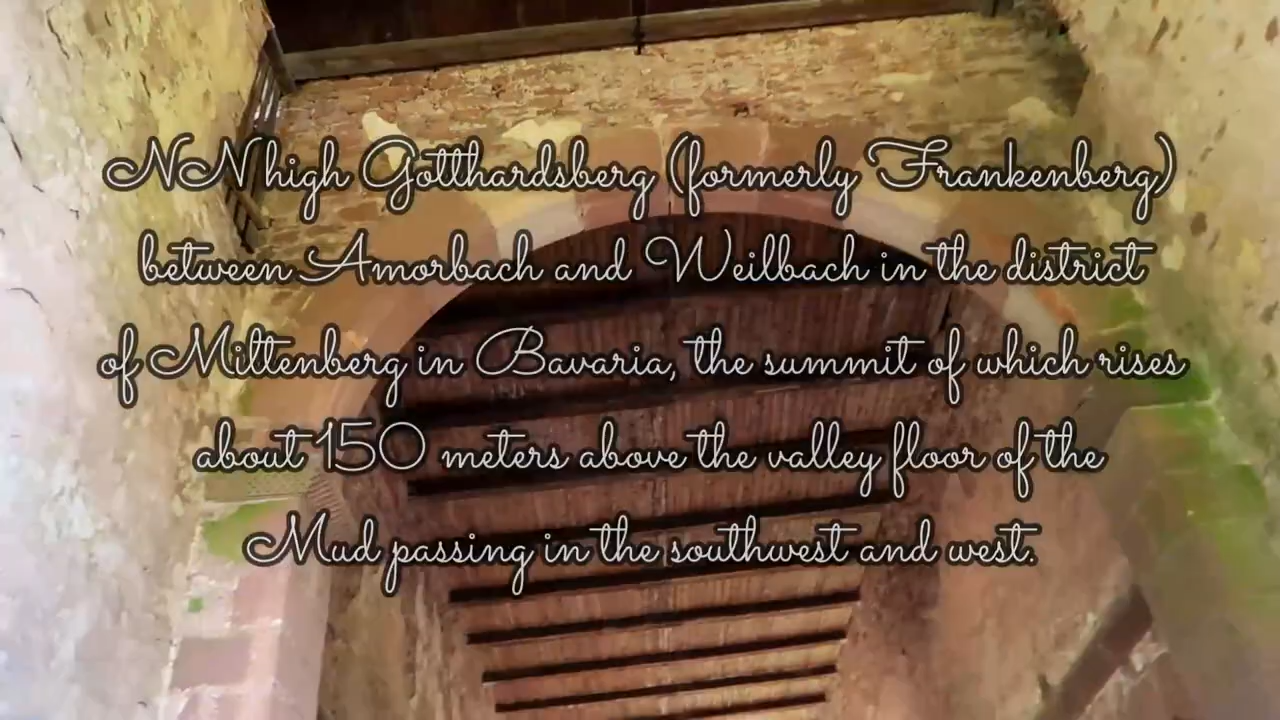 NN high Gotthardsberg (formerly Frankenberg)
between Amorbach and Weilbach in the district
of Miltenberg in Bavaria, the summit of which rises
about 150 meters above the valley floor of the
Mud passing in the southwest and west.